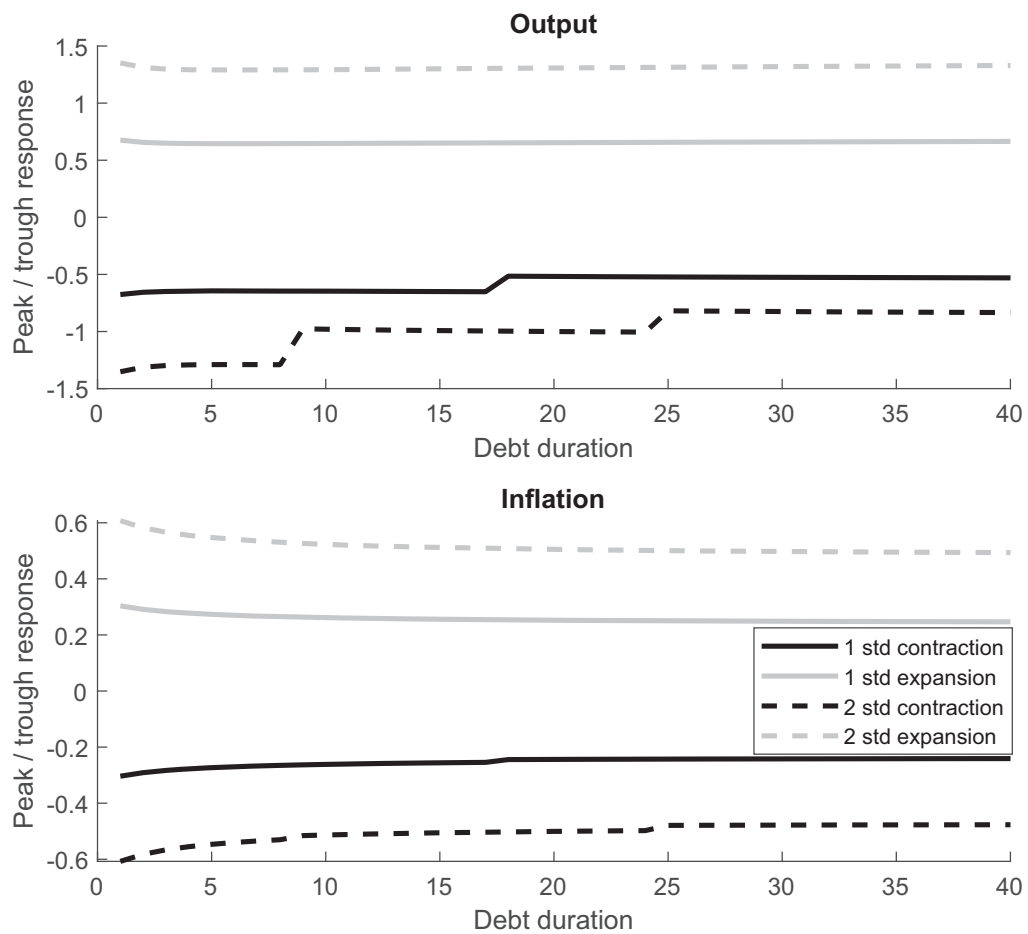 Output
Peak / trough response
1.5
1
0.5
0
-0.5
-1
-1.5
0 5 10 15 20 25 30 35 40
Debt duration
Inflation
Peak / trough response
0.6
0.4
0.2
0
-0.2
-0.4
-0.6
1 std contraction
1 std expansion
2 std contraction
2 std expansion
0 5 10 15 20 25 30 35 40
Debt duration